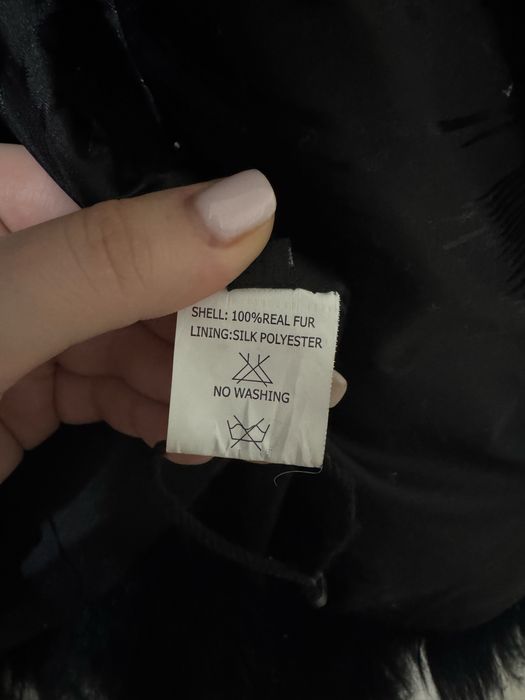 SHELL: 100%REAL FUR
LINING:SILK POLYESTER
NO WASHING